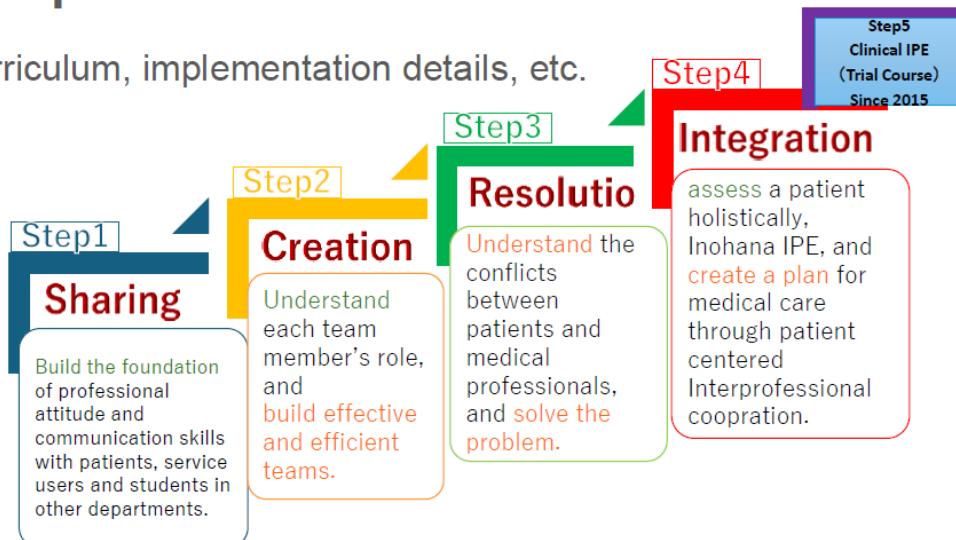 rriculum, implementation details, etc.
Step1
Sharing
Build the foundation
of professional
attitude and
communication skills
with patients, service
users and students in
other departments.
Step2
Creation
Understand
each team
member's role,
and
build effective
and efficient
teams.
Step3
Resolutio
Understand the
conflicts
between
patients and
medical
professionals,
and solve the
problem.
Step4
Integration
assess a patient
holistically,
Inohana IPE, and
create a plan for
medical care
through patient
centered
Interprofessional
coopration.
Step5
Clinical IPE
(Trial Course)
Since 2015